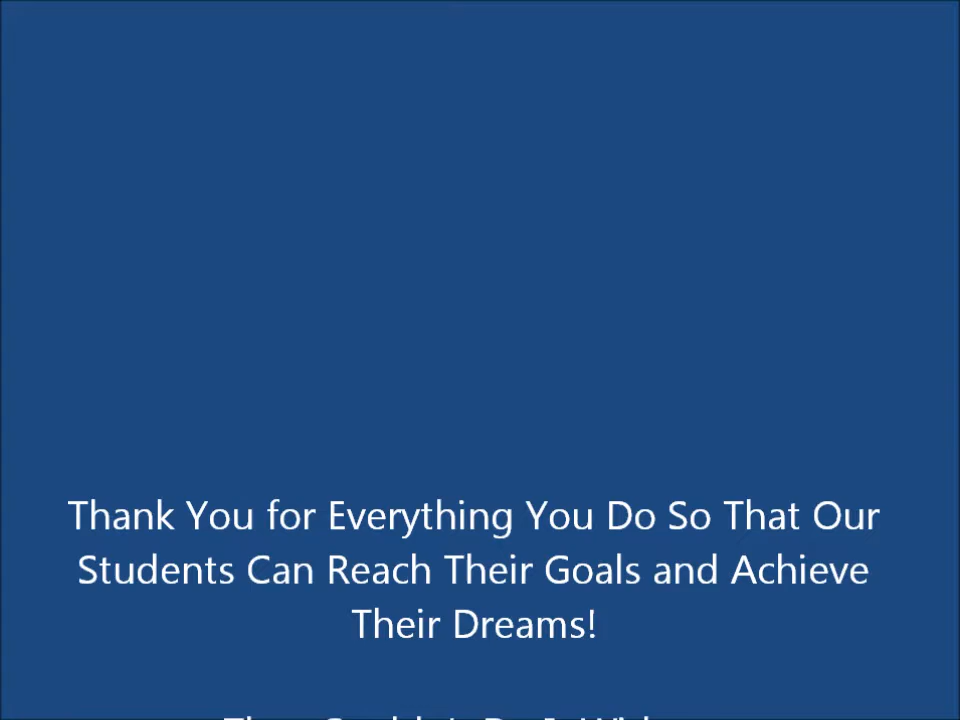 Thank You for Everything You Do So That Our
Students Can Reach Their Goals and Achieve
Their Dreams!